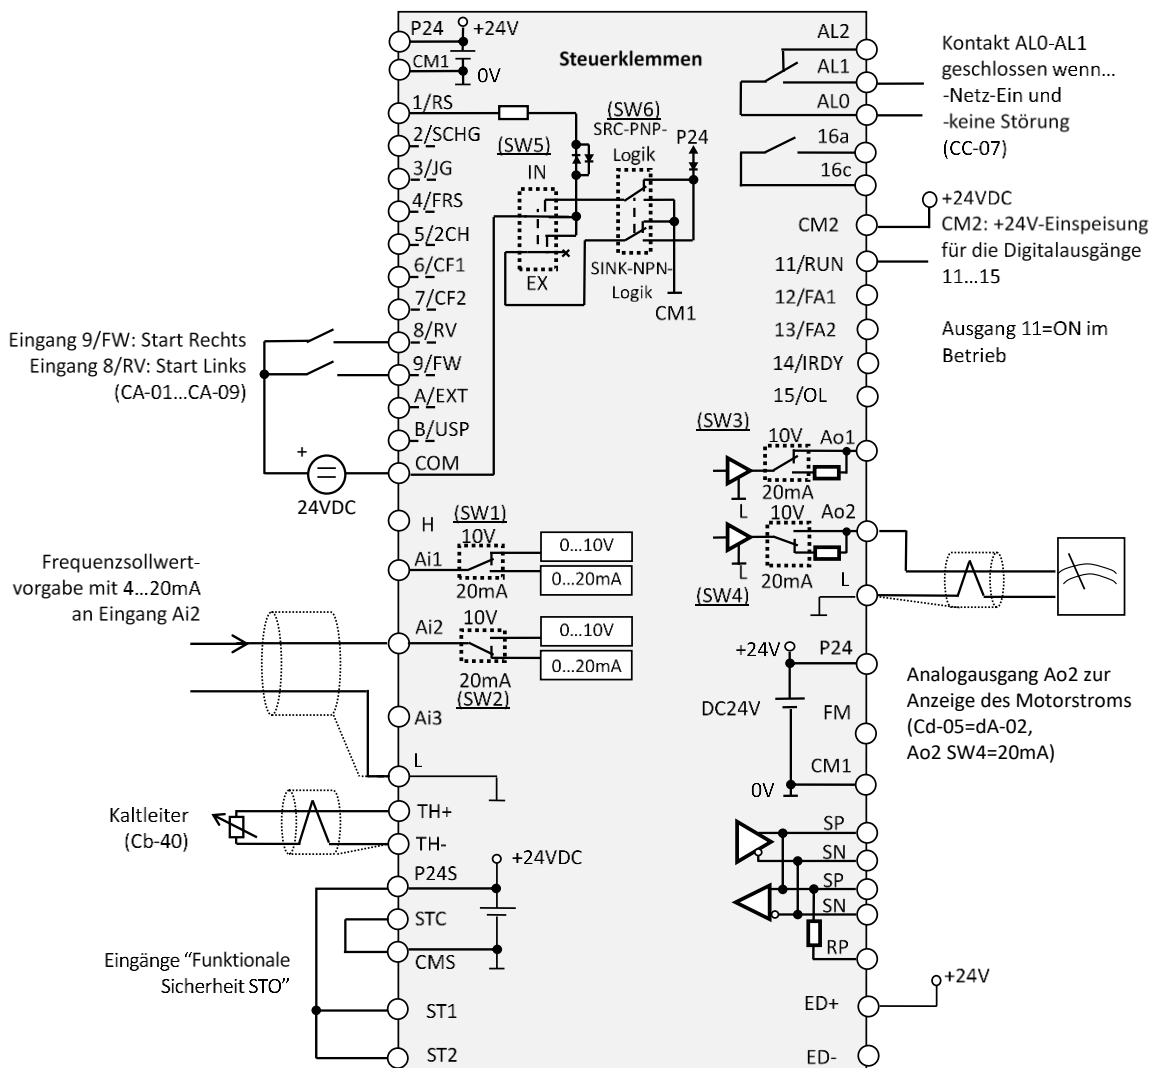 Steuerklemmen
P24
+24V
CM1
0V
1/RS
2/SCHG
3/JG
4/FRS
5/2CH
6/CF1
7/CF2
8/RV
9/FW
A/EXT
B/USP
COM
(SW5)
IN
EX
(SW6)
SRC-PNP-
Logik
P24
SINK-NPN-
Logik
CM1
Eingang 9/FW: Start Rechts
Eingang 8/RV: Start Links
(CA-01...CA-09)
+
24VDC
H
(SW1)
10V
Ai1
20mA
0...10V
0...20mA
Frequenzsollwert-
vorgabe mit 4...20mA
an Eingang Ai2
Ai2
10V
20mA
(SW2)
0...10V
0...20mA
Ai3
L
Kaltleiter
(Cb-40)
TH+
TH-
+24VDC
P24S
STC
CMS
Eingänge “Funktionale
Sicherheit STO”
ST1
ST2
AL2
AL1
AL0
16a
16c
Kontakt AL0-AL1
geschlossen wenn...
-Netz-Ein und
-keine Störung
(CC-07)
CM2
+24VDC
CM2: +24V-Einspeisung
für die Digitalausgänge
11...15
11/RUN
12/FA1
13/FA2
14/IRDY
15/OL
Ausgang 11=ON im
Betrieb
(SW3)
10V
Ao1
20mA
L
10V
Ao2
20mA
L
(SW4)
L
+24V
P24
DC24V
FM
CM1
0V
Analogausgang Ao2 zur
Anzeige des Motorstroms
(Cd-05=dA-02,
Ao2 SW4=20mA)
SP
SN
SP
SN
RP
ED+
+24V
ED-